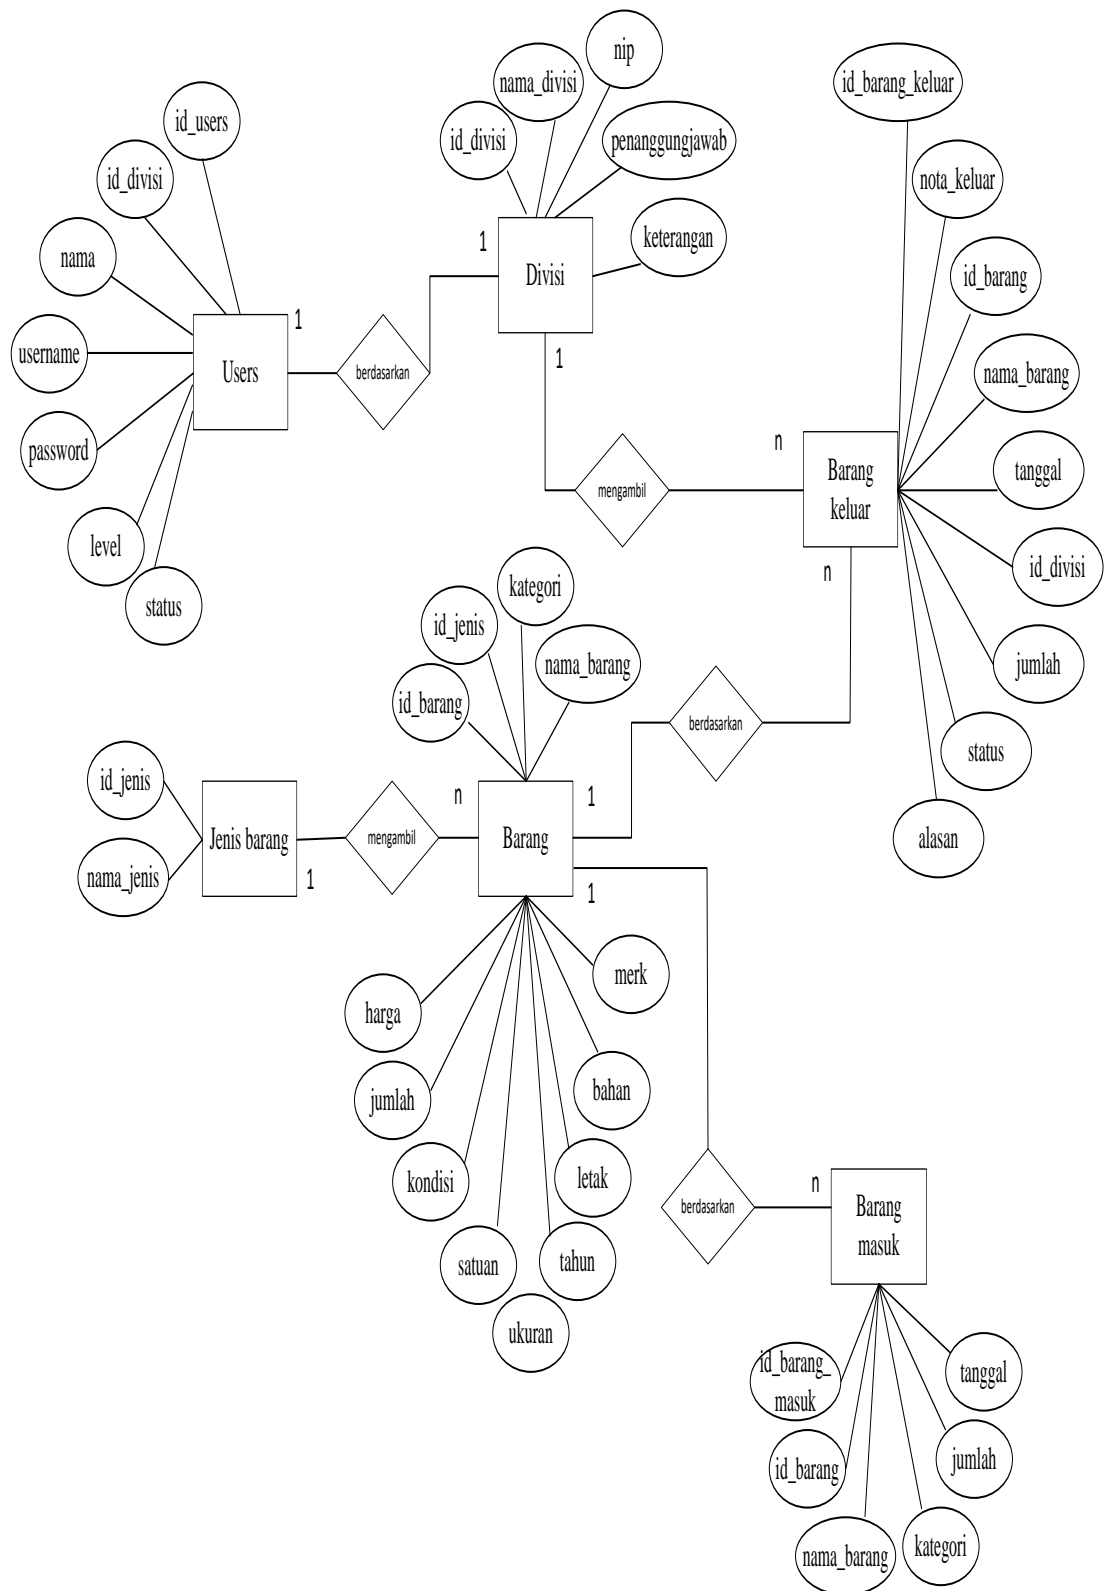 nip
nama_divisi
id_barang_keluar
id_users
id_divisi
penanggungjawab
id_divisi
nota_keluar
keterangan
1
Divisi
nama
id_barang
1
username
Users
berdasarkan
1
nama_barang
password
n
Barang
keluar
tanggal
mengambil
level
status
kategori
n
id_divisi
id_jenis
nama_barang
jumlah
id_barang
berdasarkan
status
id_jenis
n
1
Jenis barang
mengambil
Barang
alasan
nama_jenis
1
1
merk
harga
jumlah
bahan
kondisi
letak
n
berdasarkan
Barang
masuk
satuan
tahun
ukuran
id_barang_
masuk
tanggal
id_barang
jumlah
nama_barang
kategori